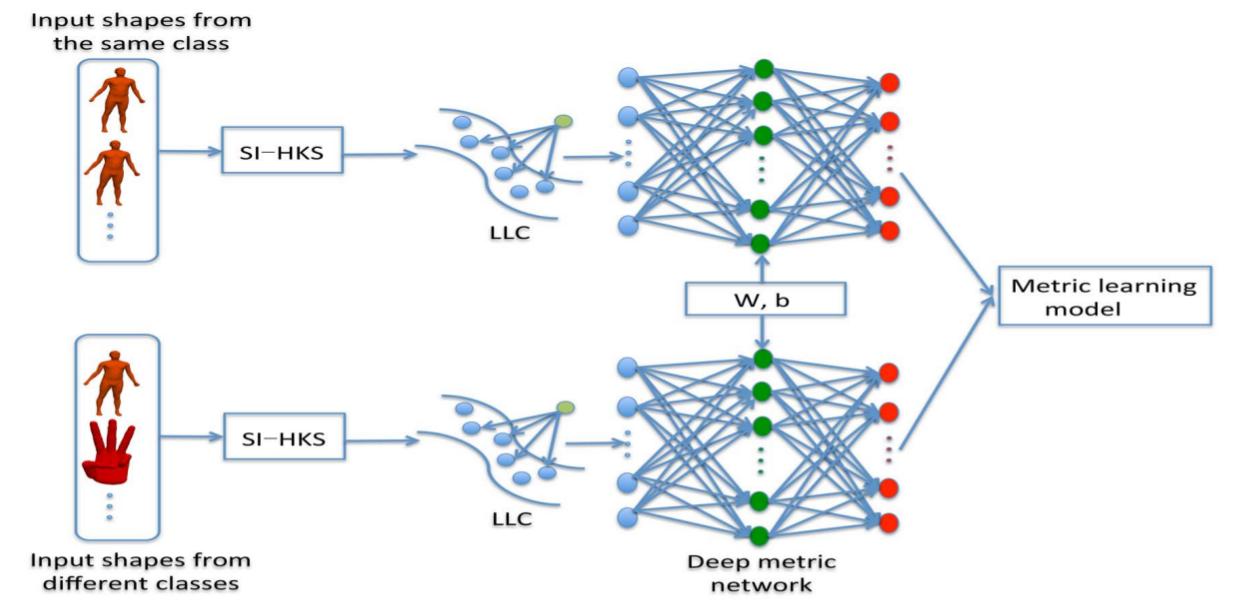 Input shapes from
the same class
SI-HKS
LLC
W, b
Metric learning
model
SI-HKS
LLC
Input shapes from
different classes
Deep metric
network